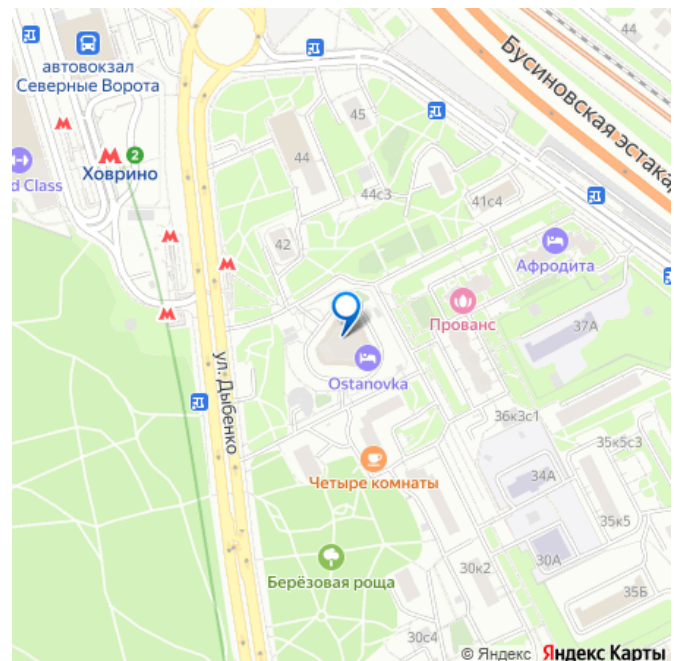 44
автовокзал
Северные Ворота
Бусиновская эстака
45
44
2
Ховрино
d Class
44с3
41с4
42
Афродита
Прованс
37А
Ostanovka
ул. Дыбенко
36к3с1
35к5с3
Четыре комнаты
34А
35к5
Берёзовая роща
30к2
30А
35Б
30с4
© Яндекс Яндекс Карты